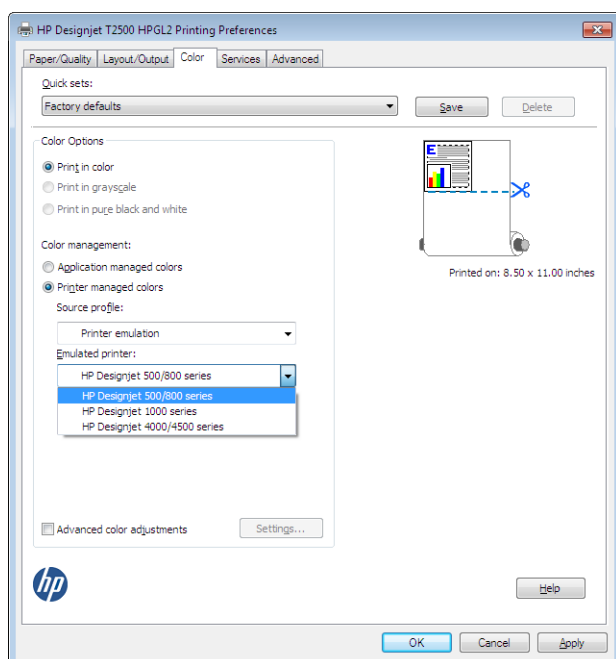 HP Designjet T2500 HPGL2 Printing Preferences
Paper/Quality Layout/Output Color Services Advanced
Quick sets:
Factory defaults
Save Delete
Color Options
Print in color
Print in grayscale
Print in pure black and white
Color management:
Application managed colors
Printer managed colors
Source profile:
Printer emulation
Emulated printer:
HP Designjet 500/800 series
HP Designjet 500/800 series
HP Designjet 1000 series
HP Designjet 4000/4500 series
Advanced color adjustments Settings...
E
Printed on: 8.50 x 11.00 inches
hp
Help
OK Cancel Apply